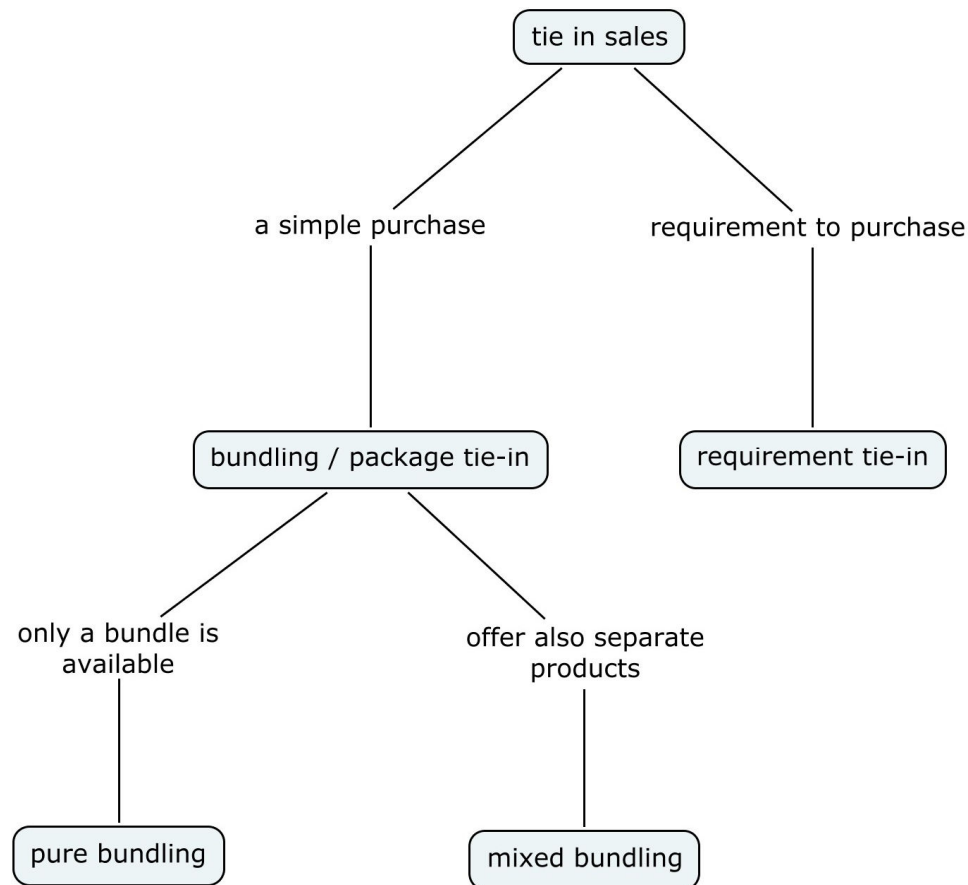 tie in sales
a simple purchase
requirement to purchase
bundling / package tie-in
requirement tie-in
only a bundle is
available
offer also separate
products
pure bundling
mixed bundling